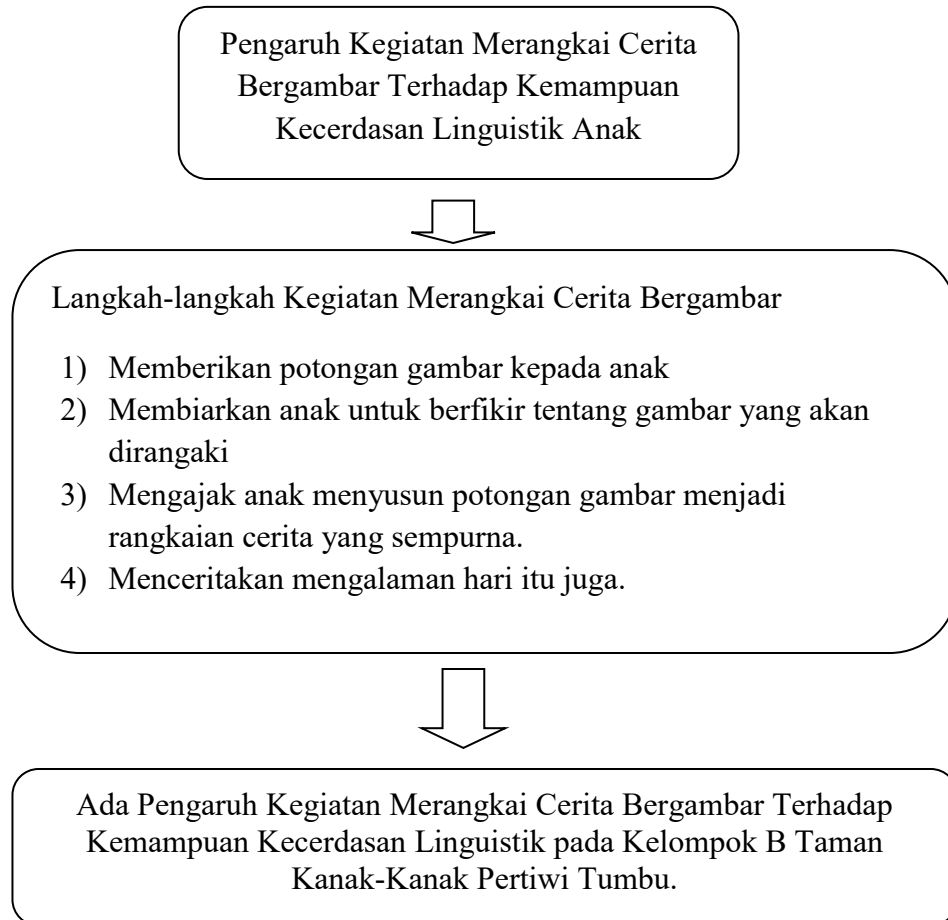 Pengaruh Kegiatan Merangkai Cerita
Bergambar Terhadap Kemampuan
Kecerdasan Linguistik Anak
Langkah-langkah Kegiatan Merangkai Cerita Bergambar
1) Memberikan potongan gambar kepada anak
2) Membiarkan anak untuk berfikir tentang gambar yang akan
dirangaki
3) Mengajak anak menyusun potongan gambar menjadi
rangkaian cerita yang sempurna.
4) Menceritakan mengalaman hari itu juga.
Ada Pengaruh Kegiatan Merangkai Cerita Bergambar Terhadap
Kemampuan Kecerdasan Linguistik pada Kelompok B Taman
Kanak-Kanak Pertiwi Tumbu.